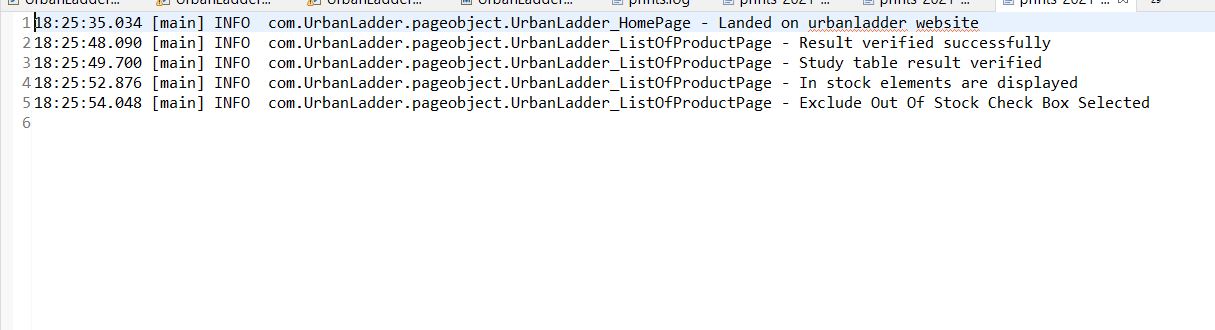 UrbanLadder... UrbanLadder... UrbanLadder... UrbanLadder... prints.log prints-2021-... prints-2021-... prints-2021-...
1 18:25:35.034 [main] INFO  com.UrbanLadder.pageobject.UrbanLadder_HomePage - Landed on urbanladder website
2 18:25:48.090 [main] INFO  com.UrbanLadder.pageobject.UrbanLadder_ListOfProductPage - Result verified successfully
3 18:25:49.700 [main] INFO  com.UrbanLadder.pageobject.UrbanLadder_ListOfProductPage - Study table result verified
4 18:25:52.876 [main] INFO  com.UrbanLadder.pageobject.UrbanLadder_ListOfProductPage - In stock elements are displayed
5 18:25:54.048 [main] INFO  com.UrbanLadder.pageobject.UrbanLadder_ListOfProductPage - Exclude Out Of Stock Check Box Selected
6